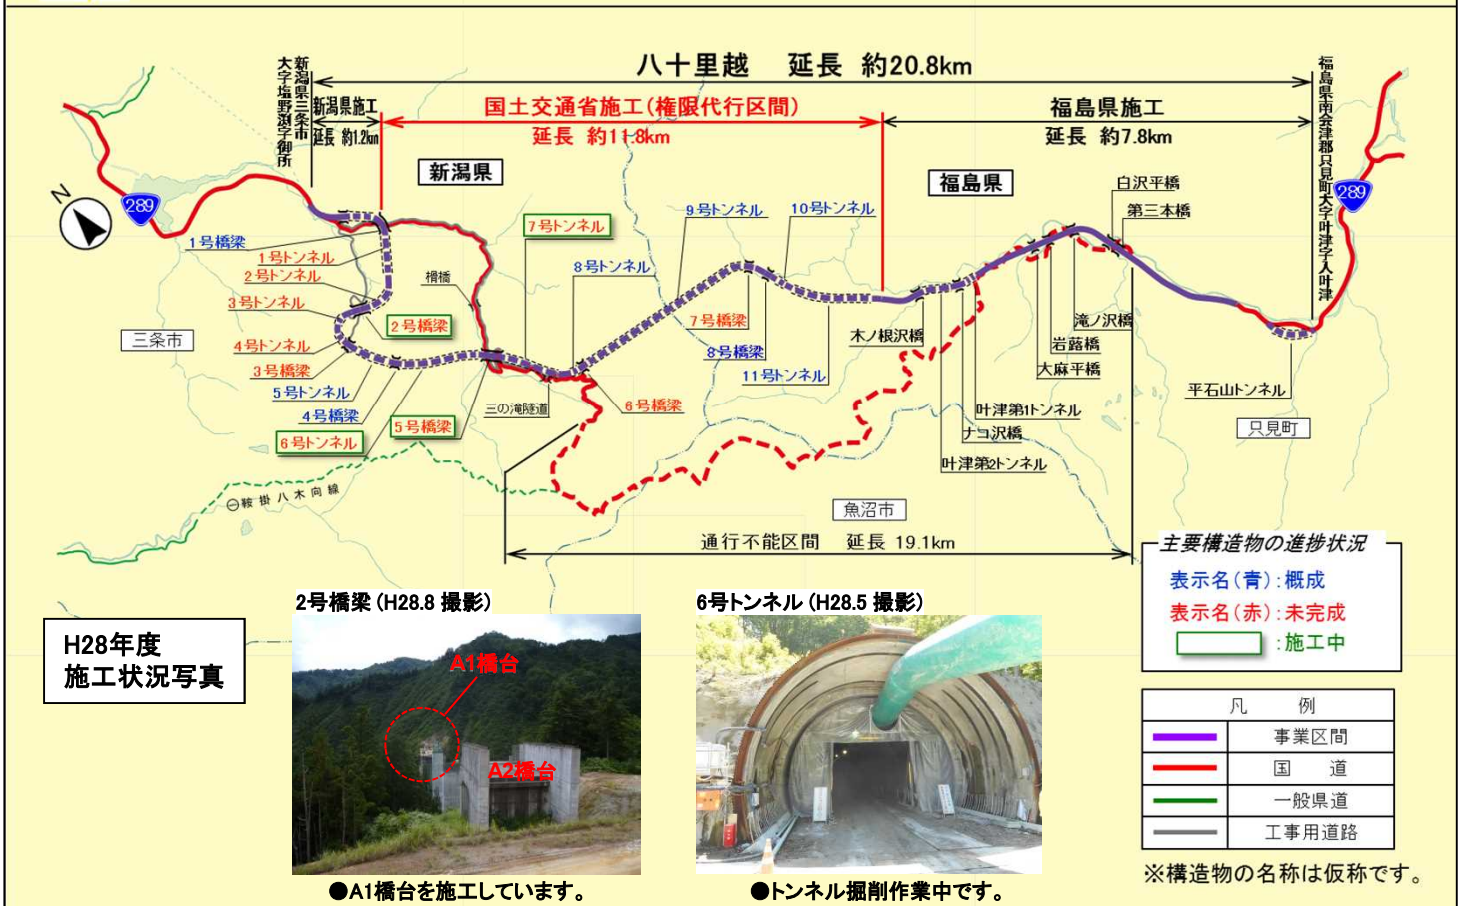 八十里越 延長 約20.8km
新潟県三条市
大字塩野渕字御所
新潟県施工
延長 約1.2km
国土交通省施工(権限代行区間)
延長 約11.8km
福島県施工
延長 約7.8km
福島県南会津郡只見町大字叶津字入叶津
新潟県
福島県
N
289
289
1号橋梁
1号トンネル
2号トンネル
3号トンネル
2号橋梁
4号トンネル
3号橋梁
5号トンネル
4号橋梁
6号トンネル
5号橋梁
樽橋
7号トンネル
8号トンネル
三の滝隧道
6号橋梁
9号トンネル
10号トンネル
7号橋梁
8号橋梁
11号トンネル
木ノ根沢橋
白沢平橋
第三本橋
滝ノ沢橋
岩蕗橋
大麻平橋
叶津第1トンネル
ナコ沢橋
叶津第2トンネル
平石山トンネル
三条市
只見町
魚沼市
㊀鞍掛八木向線
通行不能区間 延長 19.1km
主要構造物の進捗状況
表示名(青):概成
表示名(赤):未完成
:施工中
H28年度
施工状況写真
2号橋梁(H28.8 撮影)
A1橋台
A2橋台
●A1橋台を施工しています。
6号トンネル(H28.5 撮影)
●トンネル掘削作業中です。
凡 例
事業区間
国 道
一般県道
工事用道路
※構造物の名称は仮称です。